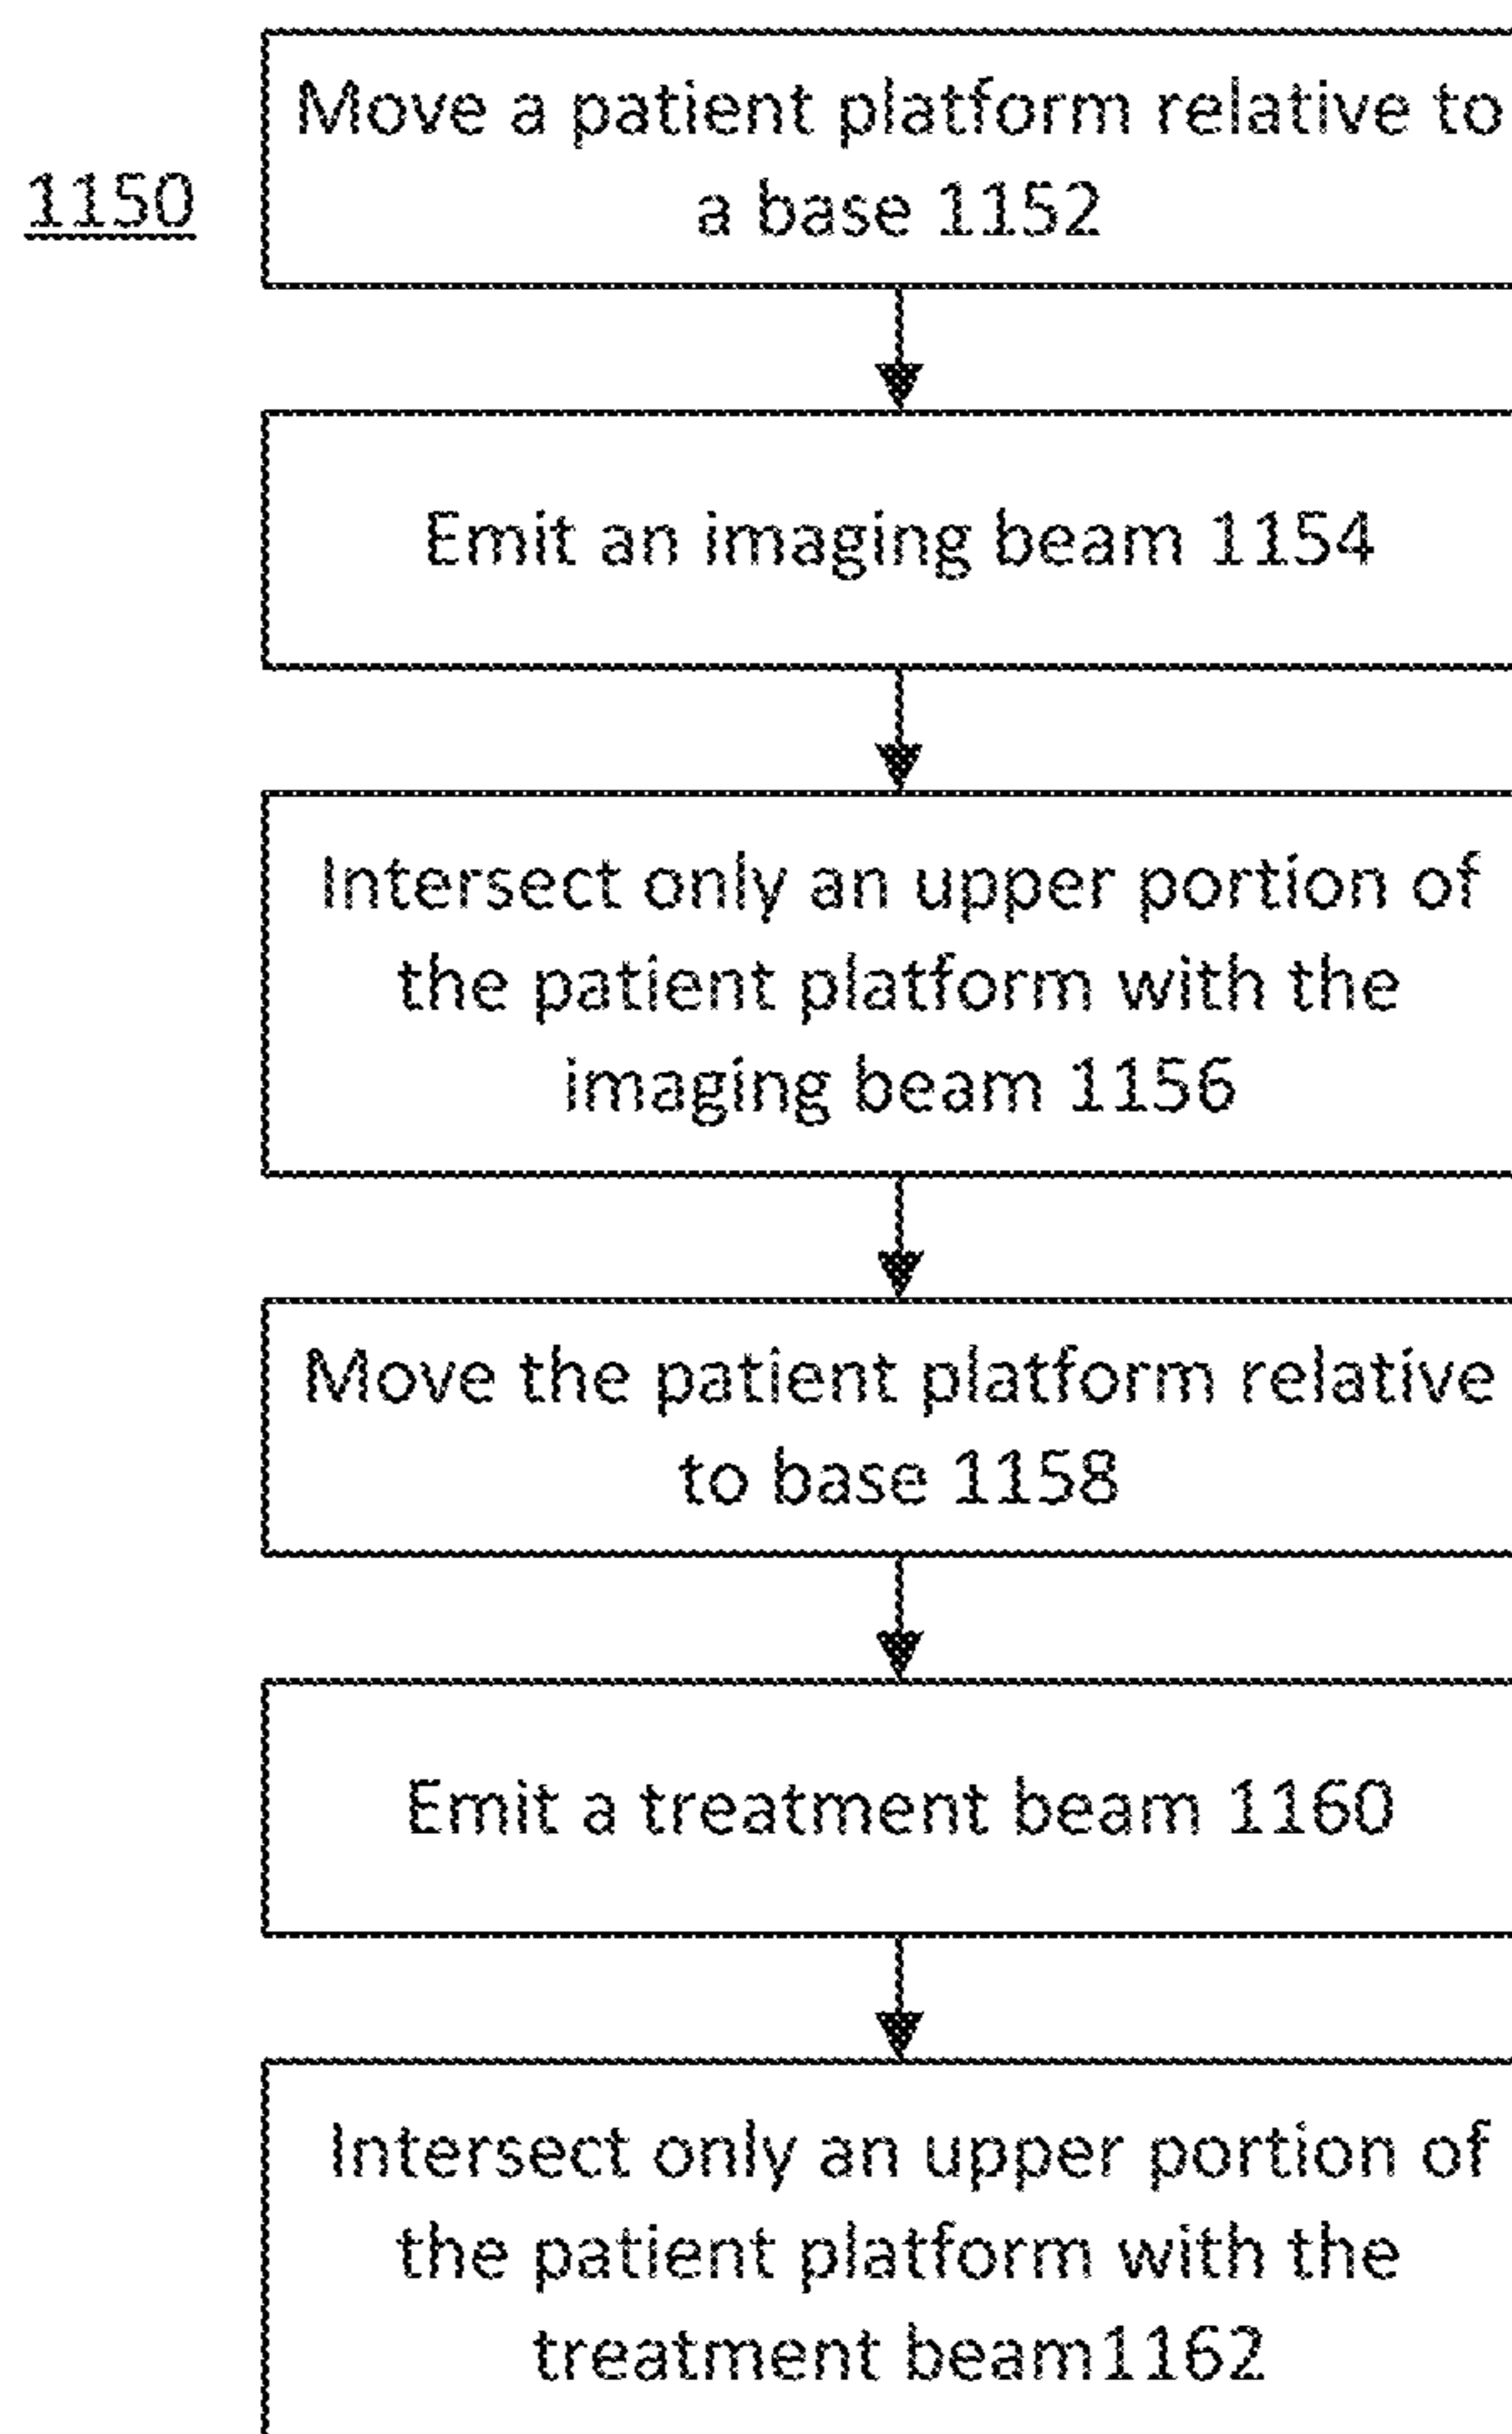 Move a patient platform relative to
1150
a base 1152
Emit an imaging beam 1154
Intersect only an upper portion of
the patient platform with the
imaging beam 1156
Move the patient platform relative
to base 1158
Emit a treatment beam 1160
Intersect only an upper portion of
the patient platform with the
treatment beam1162